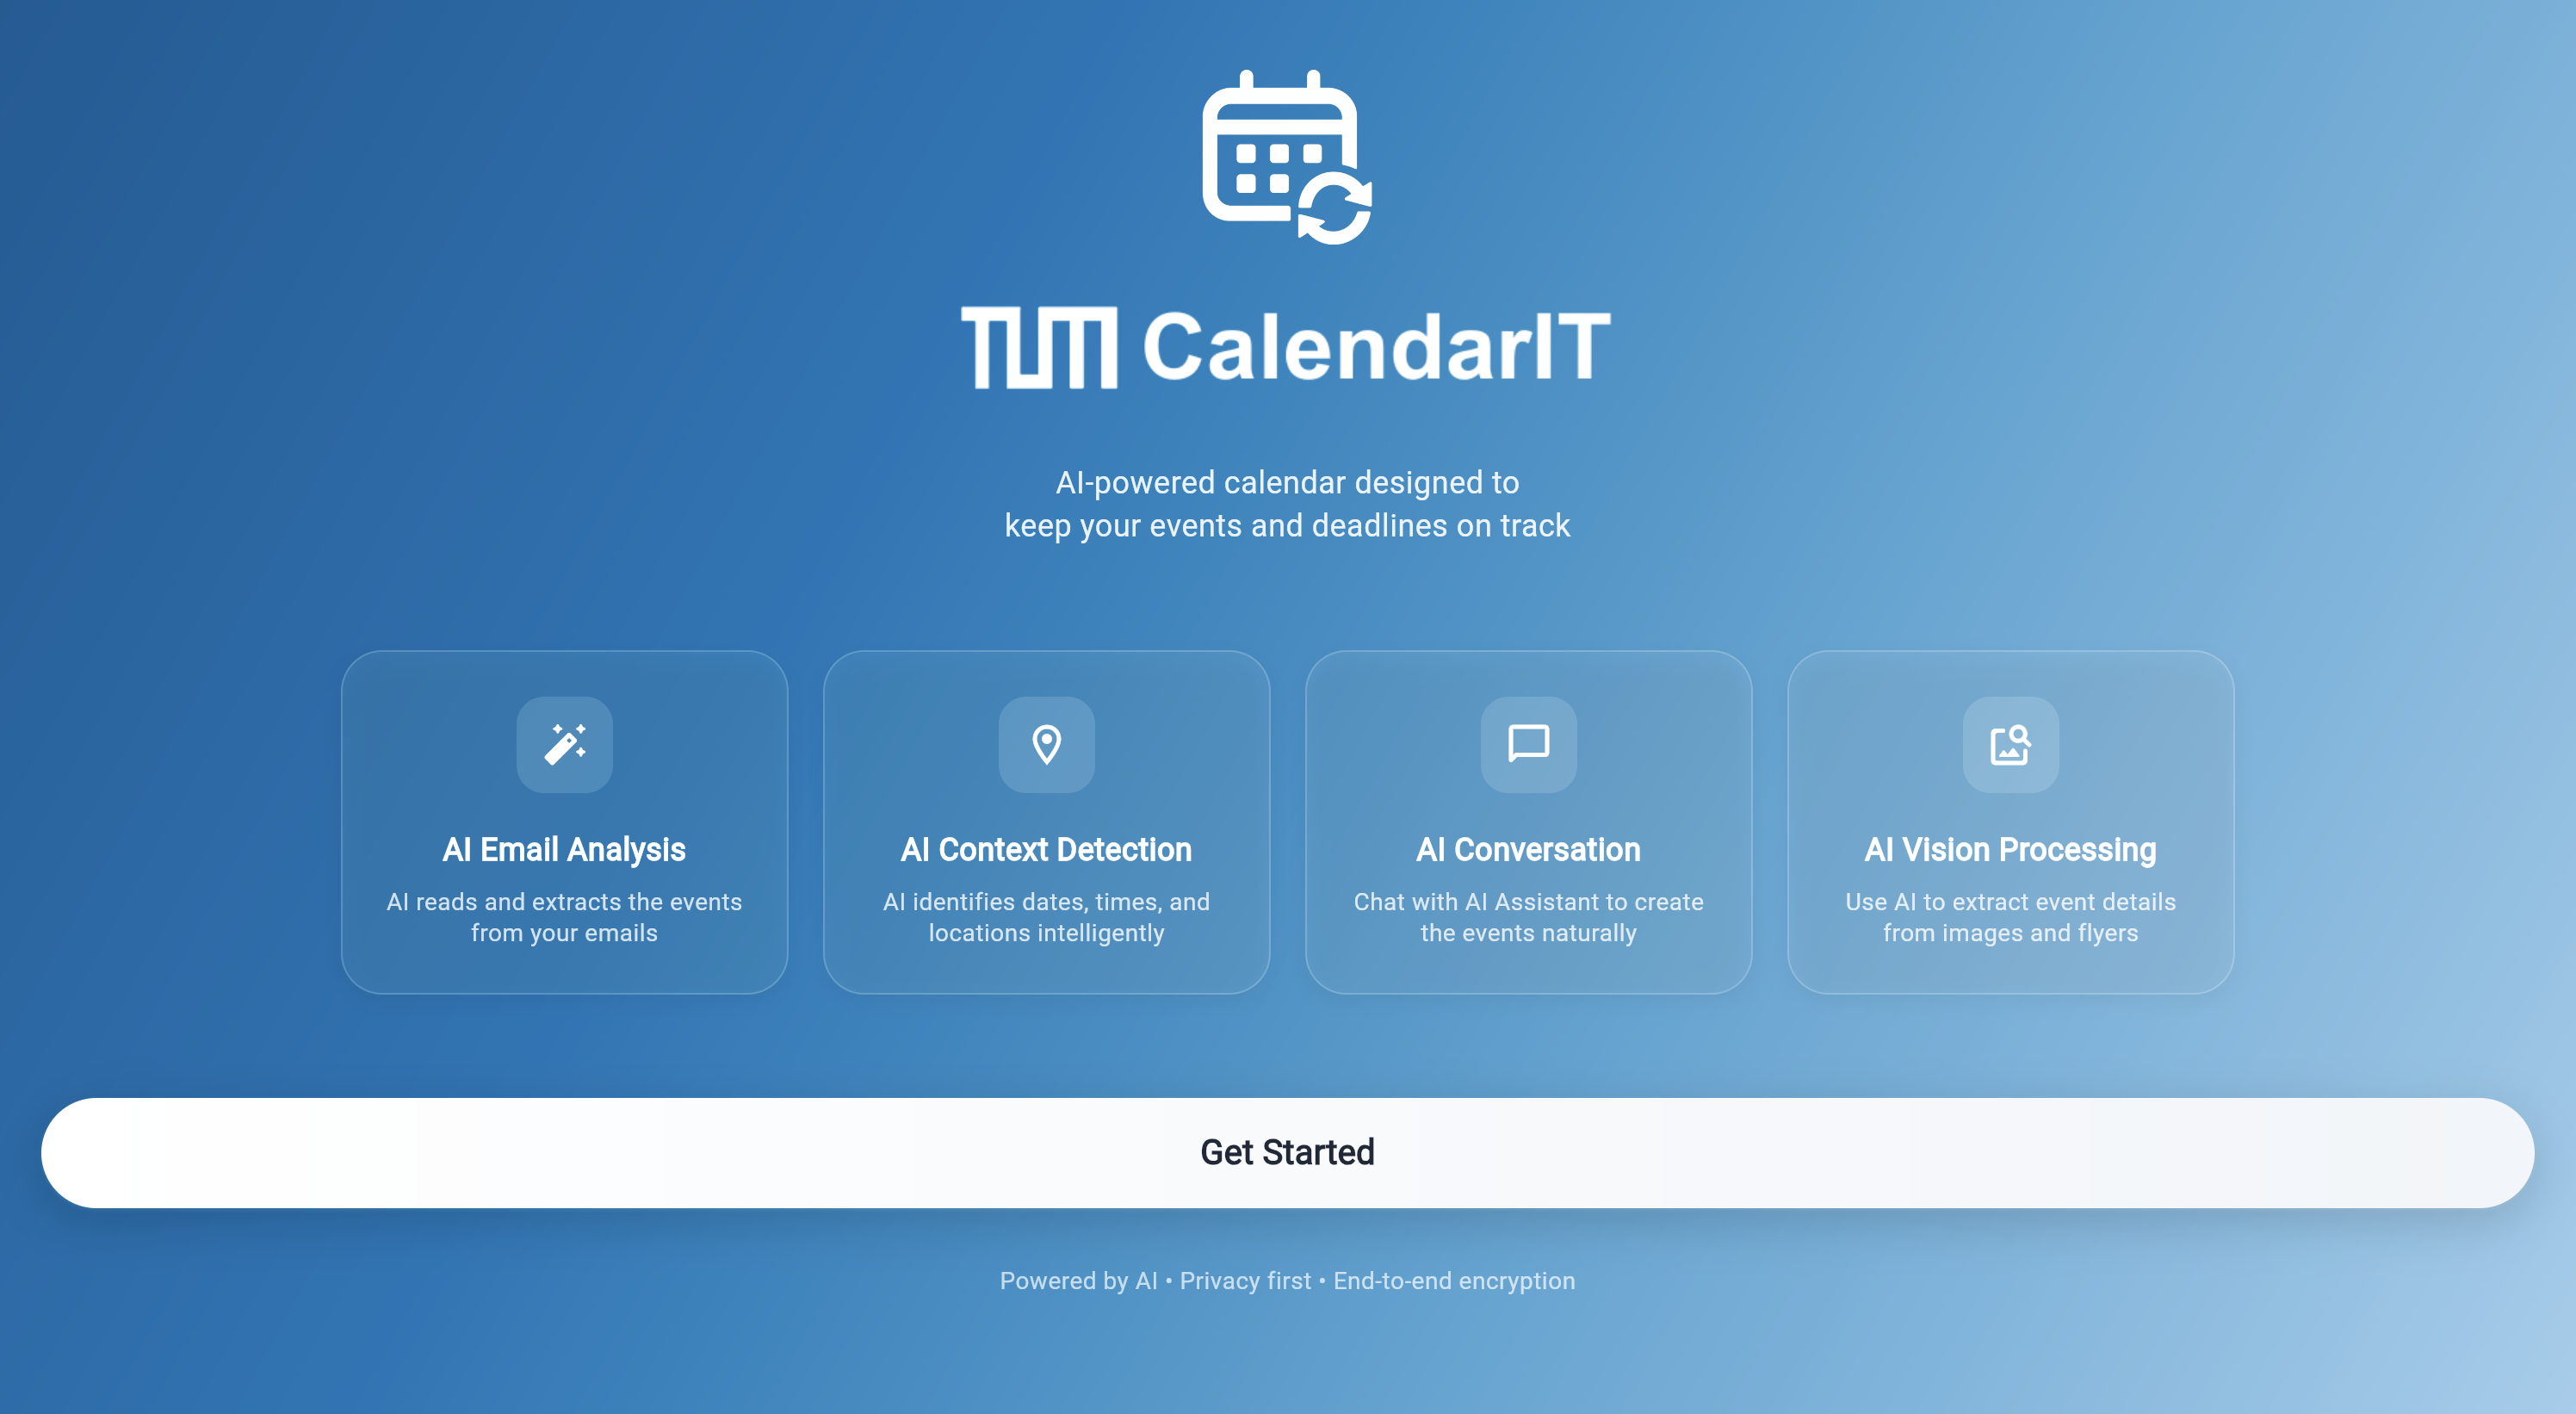 TUM CalendarIT
AI-powered calendar designed to
keep your events and deadlines on track
AI Email Analysis
AI reads and extracts the events
from your emails
AI Context Detection
AI identifies dates, times, and
locations intelligently
AI Conversation
Chat with AI Assistant to create
the events naturally
AI Vision Processing
Use AI to extract event details
from images and flyers
Get Started
Powered by AI • Privacy first • End-to-end encryption